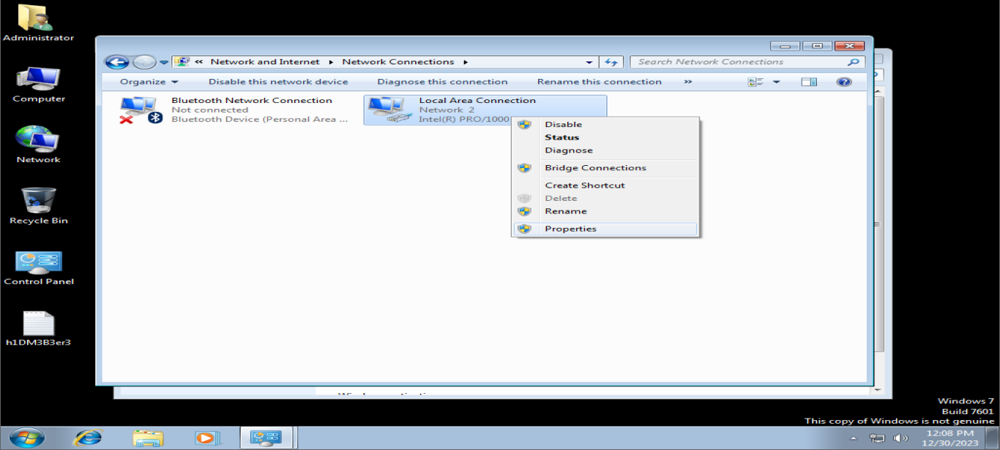 Administrator
Computer
Network
Recycle Bin
Control Panel
h1DM3B3er3
« Network and Internet Network Connections
Search Network Connections
Organize Disable this network device Diagnose this connection Rename this connection »
Bluetooth Network Connection
Not connected
Bluetooth Device (Personal Area ...
Local Area Connection
Network 2
Intel(R) PRO/1000
Disable
Status
Diagnose
Bridge Connections
Create Shortcut
Delete
Rename
Properties
Windows 7
Build 7601
This copy of Windows is not genuine
12:08 PM
12/30/2023